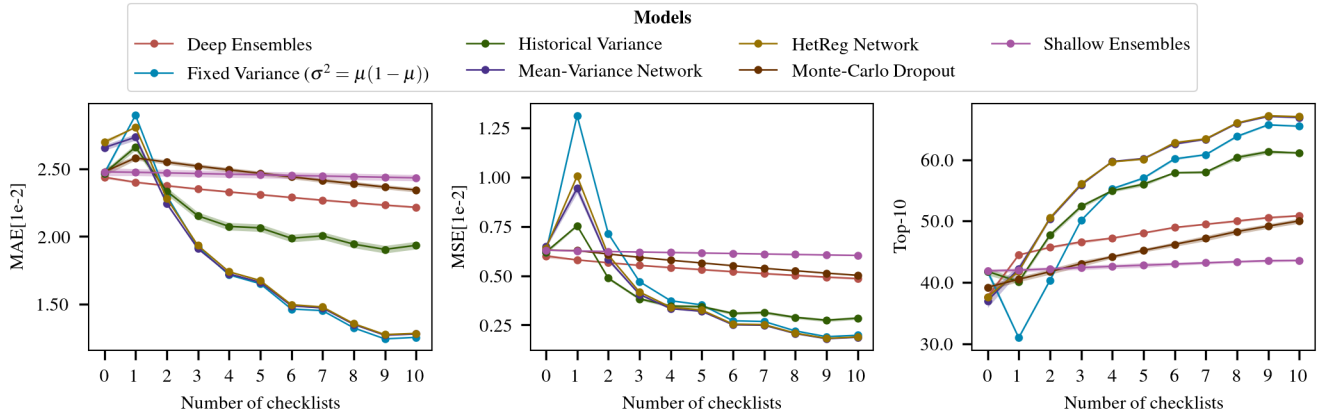 Models
Deep Ensembles
Fixed Variance (σ² = μ(1 − μ))
Historical Variance
Mean-Variance Network
HetReg Network
Monte-Carlo Dropout
Shallow Ensembles
MAE[1e-2]
2.50
2.00
1.50
0 1 2 3 4 5 6 7 8 9 10
Number of checklists
MSE[1e-2]
1.25
1.00
0.75
0.50
0.25
0 1 2 3 4 5 6 7 8 9 10
Number of checklists
Top-10
60.0
50.0
40.0
30.0
0 1 2 3 4 5 6 7 8 9 10
Number of checklists